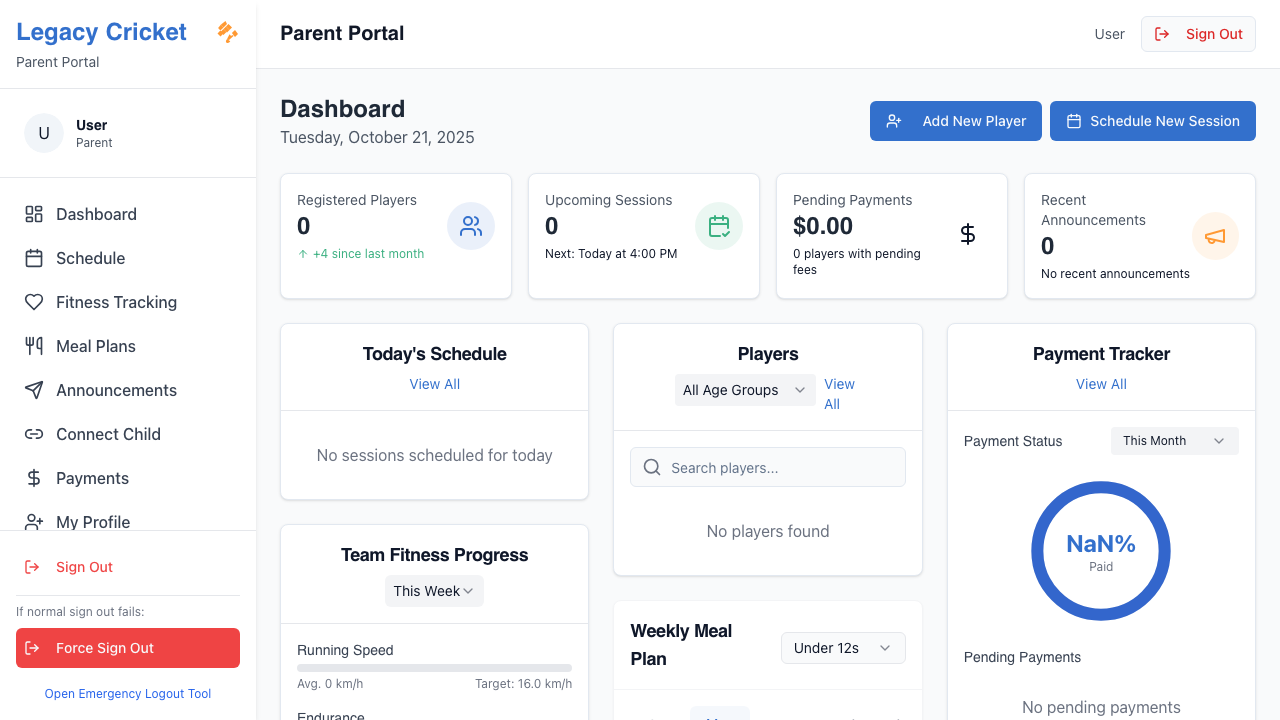 Legacy Cricket
Parent Portal
U
User
Parent
Dashboard
Schedule
Fitness Tracking
Meal Plans
Announcements
Connect Child
Payments
My Profile
Sign Out
If normal sign out fails:
Force Sign Out
Open Emergency Logout Tool
Parent Portal
User
Sign Out
Dashboard
Tuesday, October 21, 2025
Add New Player
Schedule New Session
Registered Players
0
↑ +4 since last month
Upcoming Sessions
0
Next: Today at 4:00 PM
Pending Payments
$0.00
0 players with pending
fees
Recent
Announcements
0
No recent announcements
Today's Schedule
View All
No sessions scheduled for today
Team Fitness Progress
This Week
Running Speed
Avg. 0 km/h
Target: 16.0 km/h
Endurance
Players
All Age Groups
View
All
Search players...
No players found
Weekly Meal
Plan
Under 12s
Payment Tracker
View All
Payment Status
This Month
NaN%
Paid
Pending Payments
No pending payments